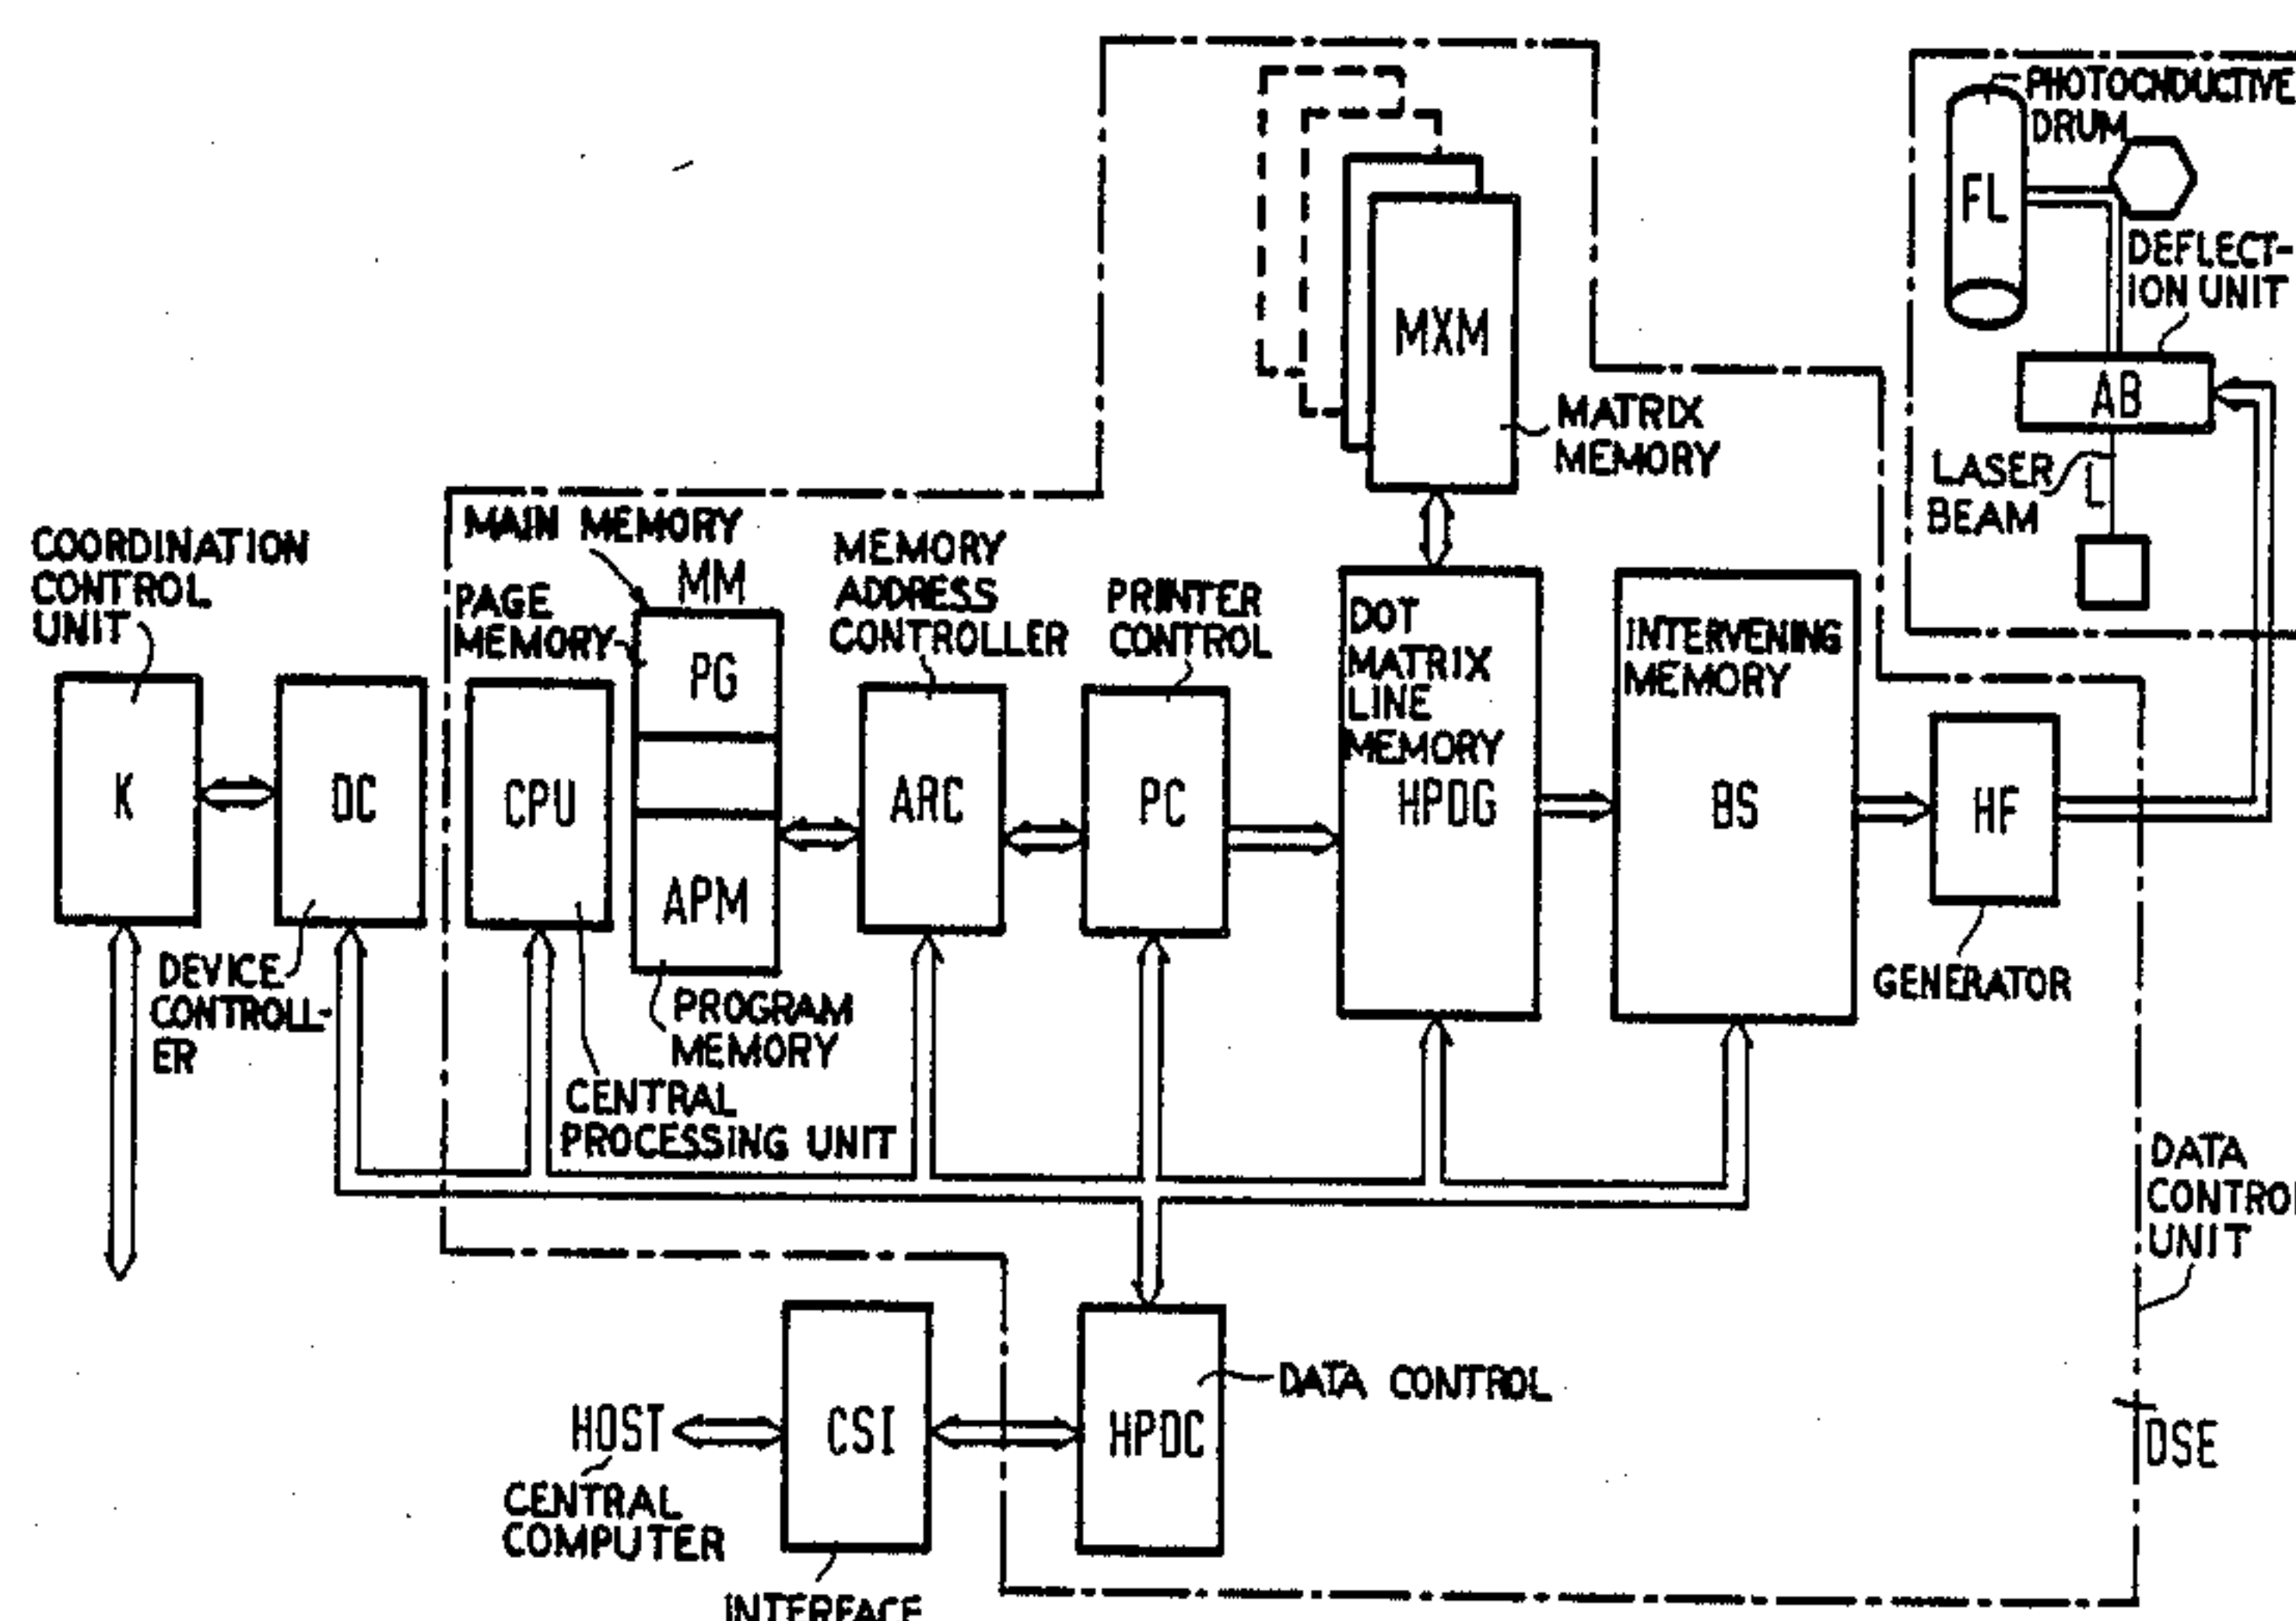 PHOTOCNDUCTIVE
DRUM
FL
DEFLECT-
ION UNIT
AB
LASER
BEAM
L
MXM
MATRIX
MEMORY
COORDINATION
CONTROL
UNIT
K
DC
DEVICE
CONTROLL-
ER
MAIN MEMORY
MM
PAGE
MEMORY
PG
APM
CPU
PROGRAM
MEMORY
CENTRAL
PROCESSING UNIT
MEMORY
ADDRESS
CONTROLLER
ARC
PRINTER
CONTROL
PC
DOT
MATRIX
LINE
MEMORY
HPDG
INTERVENING
MEMORY
BS
HF
GENERATOR
DATA
CONTROL
UNIT
DSE
HOST
CENTRAL
COMPUTER
CSI
INTERFACE
HPDC
DATA CONTROL